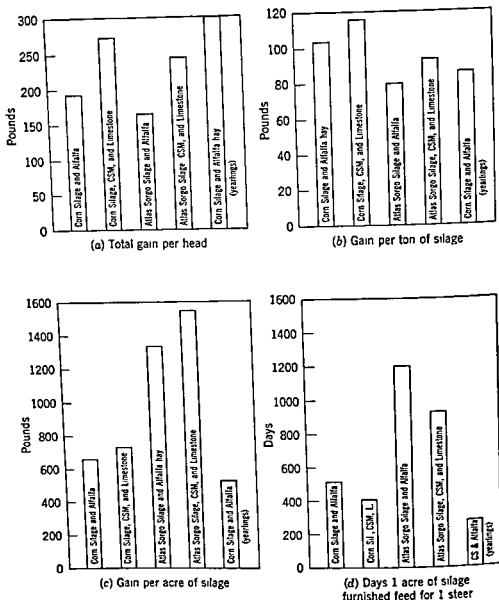 300
250
200
150
100
50
0
Pounds
Corn Silage and Alfalfa
Corn Silage, CSM, and Limestone
Atlas Sorgo Silage and Alfalfa
Atlas Sorgo Silage CSM, and Limestone
Corn Silage and Alfalfa hay
(yearlings)
(a) Total gain per head
120
100
80
60
40
20
0
Pounds
Corn Silage and Alfalfa hay
Corn Silage, CSM, and Limestone
Atlas Sorgo Silage and Alfalfa
Atlas Sorgo Silage, CSM, and Limestone
Corn Silage and Alfalfa
(yearlings)
(b) Gain per ton of silage
1600
1400
1200
1000
800
600
400
200
0
Pounds
Corn Silage and Alfalfa
Corn Silage, CSM, and Limestone
Atlas Sorgo Silage and Alfalfa hay
Atlas Sorgo Silage, CSM, and Limestone
Corn Silage and Alfalfa
(yearlings)
(c) Gain per acre of silage
1600
1400
1200
1000
800
600
400
200
0
Days
Corn Silage and Alfalfa
Corn Sil, CSM, L.
Atlas Sorgo Silage and Alfalfa
Atlas Sorgo Silage, CSM, and Limestone
CS & Alfalfa
(yearlings)
(d) Days 1 acre of silage
furnished feed for 1 steer